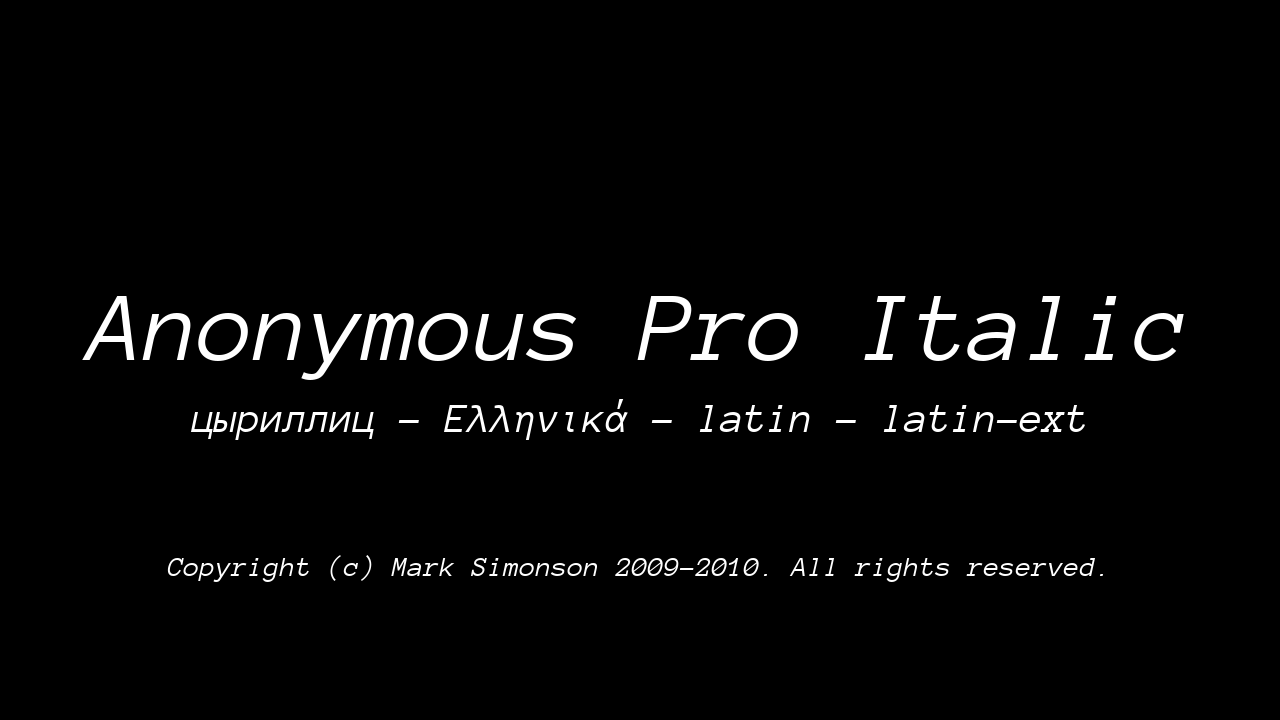 Anonymous Pro Italic
цыриллиц - Ελληνικά - latin - latin-ext
Copyright (c) Mark Simonson 2009-2010. All rights reserved.